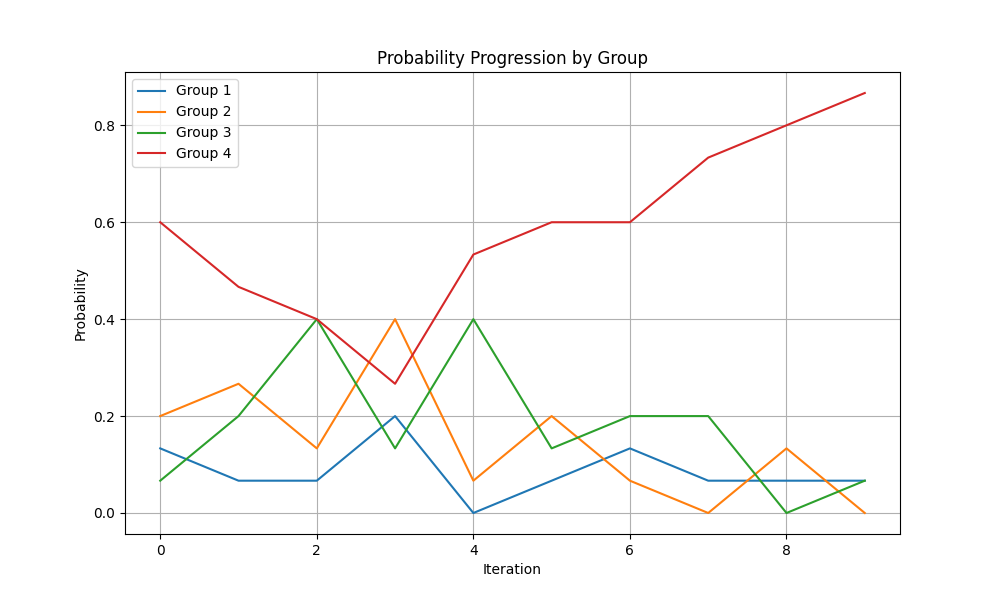 Probability Progression by Group
Group 1
Group 2
Group 3
Group 4
0.8
0.6
0.4
0.2
0.0
Probability
0 2 4 6 8
Iteration